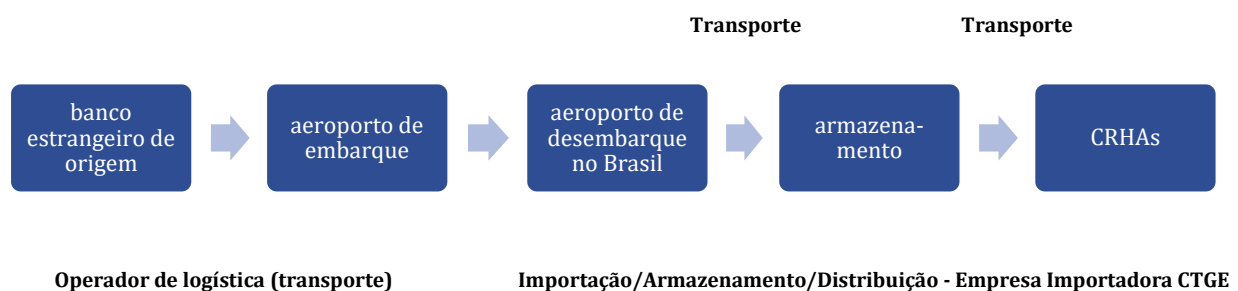 Transporte Transporte
banco
estrangeiro de
origem
aeroporto de
embarque
aeroporto de
desembarque
no Brasil
armazena-
mento
CRHAs
Operador de logística (transporte) Importação/Armazenamento/Distribuição - Empresa Importadora CTGE